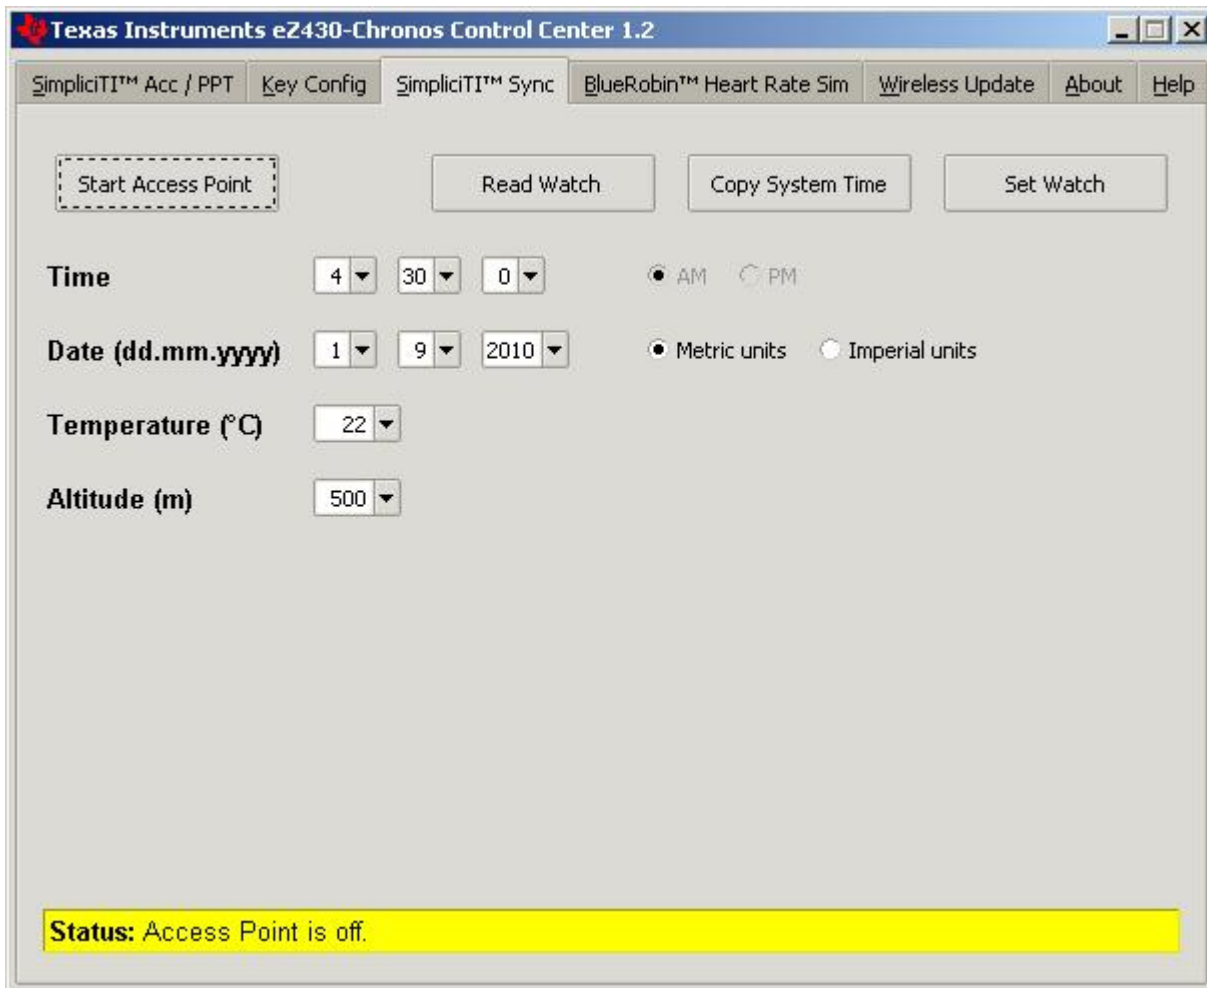 Texas Instruments eZ430-Chronos Control Center 1.2
SimpliciTI™ Acc / PPT Key Config SimpliciTI™ Sync BlueRobin™ Heart Rate Sim Wireless Update About Help
Start Access Point Read Watch Copy System Time Set Watch
Time 4 30 0 AM PM
Date (dd.mm.yyyy) 1 9 2010 Metric units Imperial units
Temperature (°C) 22
Altitude (m) 500
Status: Access Point is off.